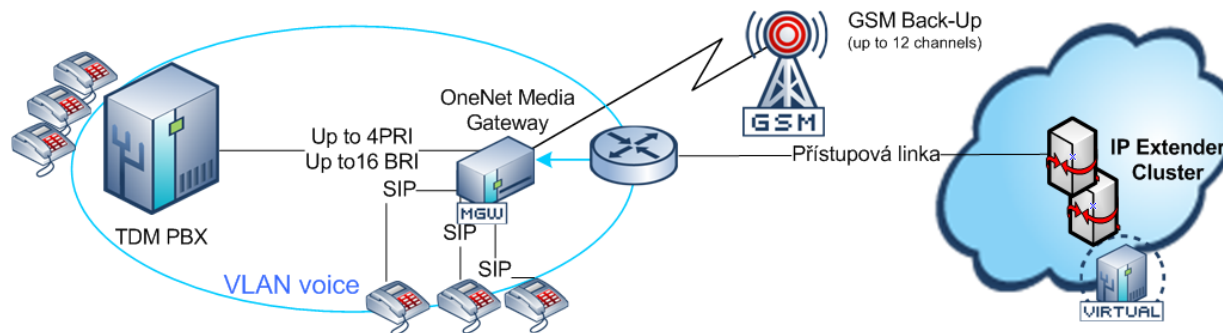 GSM Back-Up
(up to 12 channels)
GSM
OneNet Media
Gateway
Up to 4PRI
Up to16 BRI
SIP
MGW
SIP
SIP
TDM PBX
VLAN voice
Přístupová linka
IP Extender
Cluster
VIRTUAL